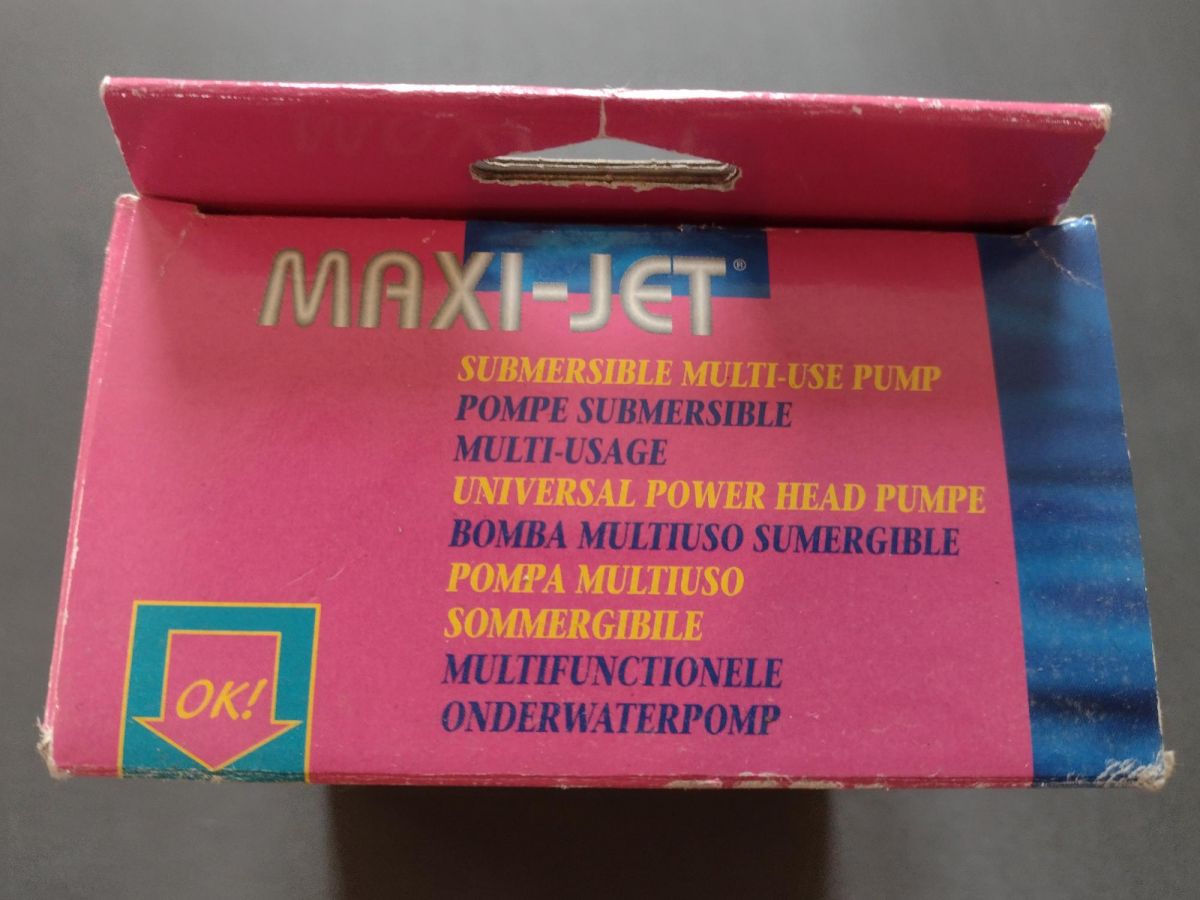 MAXI-JET®
SUBMERSIBLE MULTI-USE PUMP
POMPE SUBMERSIBLE
MULTI-USAGE
UNIVERSAL POWER HEAD PUMPE
BOMBA MULTIUSO SUMERGIBLE
POMPA MULTIUSO
SOMMERGIBILE
MULTIFUNCTIONELE
ONDERWATERPOMP
OK!